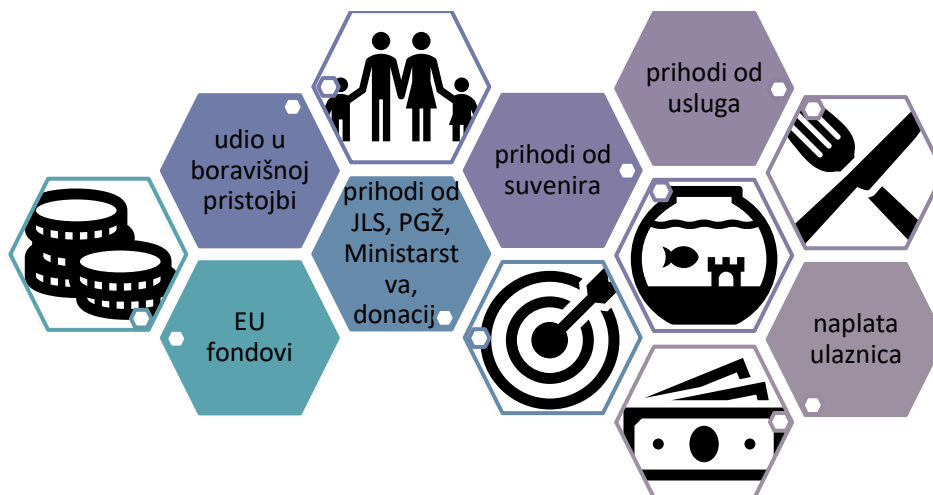 udio u
boravišnoj
pristojbi
EU
fondovi
prihodi od
JLS, PGŽ,
Ministarst
va,
donacij
prihodi od
suvenira
prihodi od
usluga
naplata
ulaznica